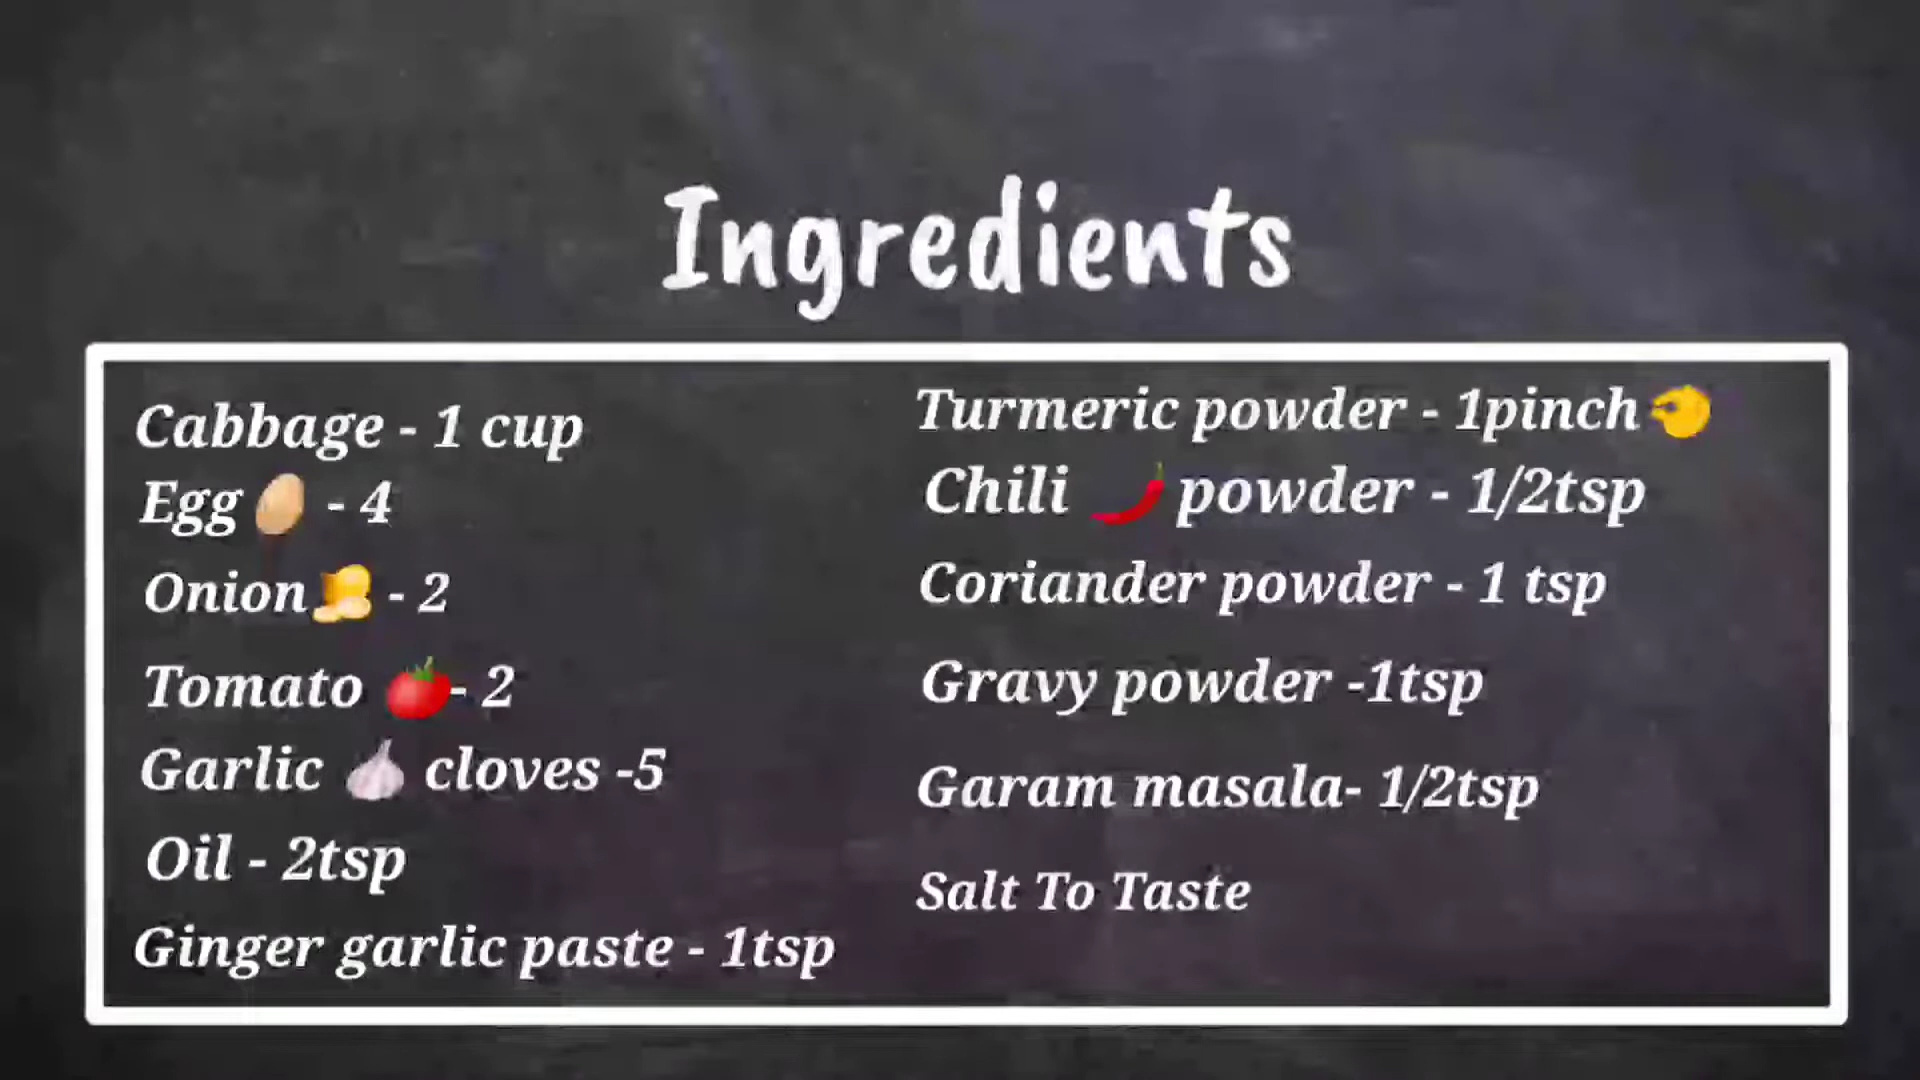 Ingredients
Cabbage - 1 cup
Egg 🥚 - 4
Onion🧈 - 2
Tomato 🍅- 2
Garlic 🧄 cloves -5
Oil - 2tsp
Ginger garlic paste - 1tsp
Turmeric powder - 1pinch🤏
Chili 🌶 powder - 1/2tsp
Coriander powder - 1 tsp
Gravy powder -1tsp
Garam masala- 1/2tsp
Salt To Taste